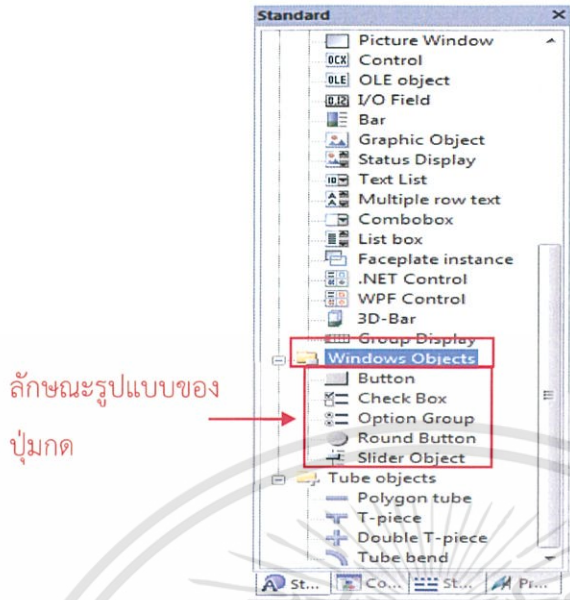 Standard
Picture Window
OCX Control
OLE OLE object
0.12 I/O Field
Bar
Graphic Object
Status Display
Text List
Multiple row text
Combobox
List box
Faceplate instance
.NET Control
WPF Control
3D-Bar
Group Display
Windows Objects
Button
Check Box
Option Group
Round Button
Slider Object
Tube objects
Polygon tube
T-piece
Double T-piece
Tube bend
St... Co... St... Pr...
ลักษณะรูปแบบของ
ปุ่มกด